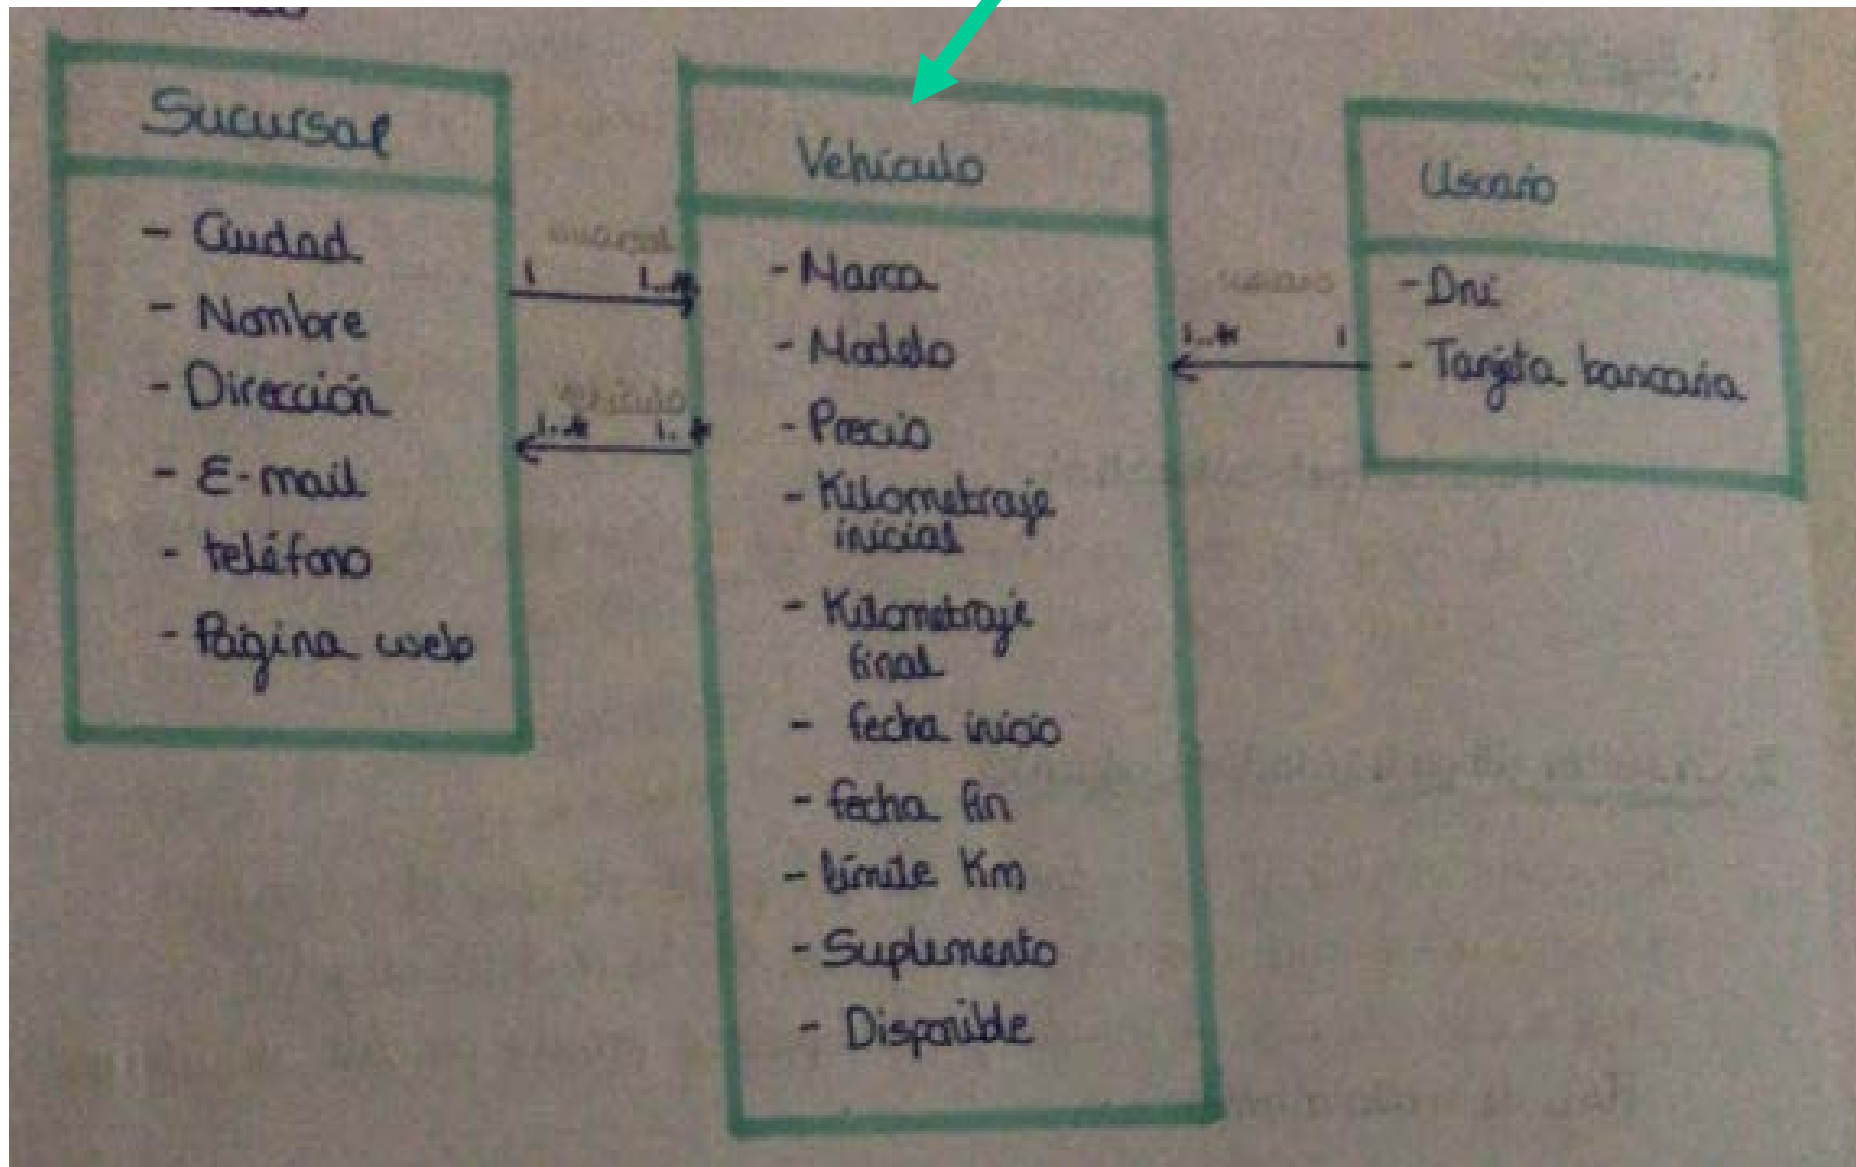 Sucursal
- Ciudad
- Nombre
- Dirección
- E-mail
- teléfono
- Página web
1 1..*
1..* 1..*
Vehículo
- Marca
- Modelo
- Precio
- Kilometraje
inicial
- Kilometraje
final
- fecha inicio
- fecha fin
- límite Km
- Suplemento
- Disponible
1..* 1
Usuario
- Dni
- Tarjeta bancaria